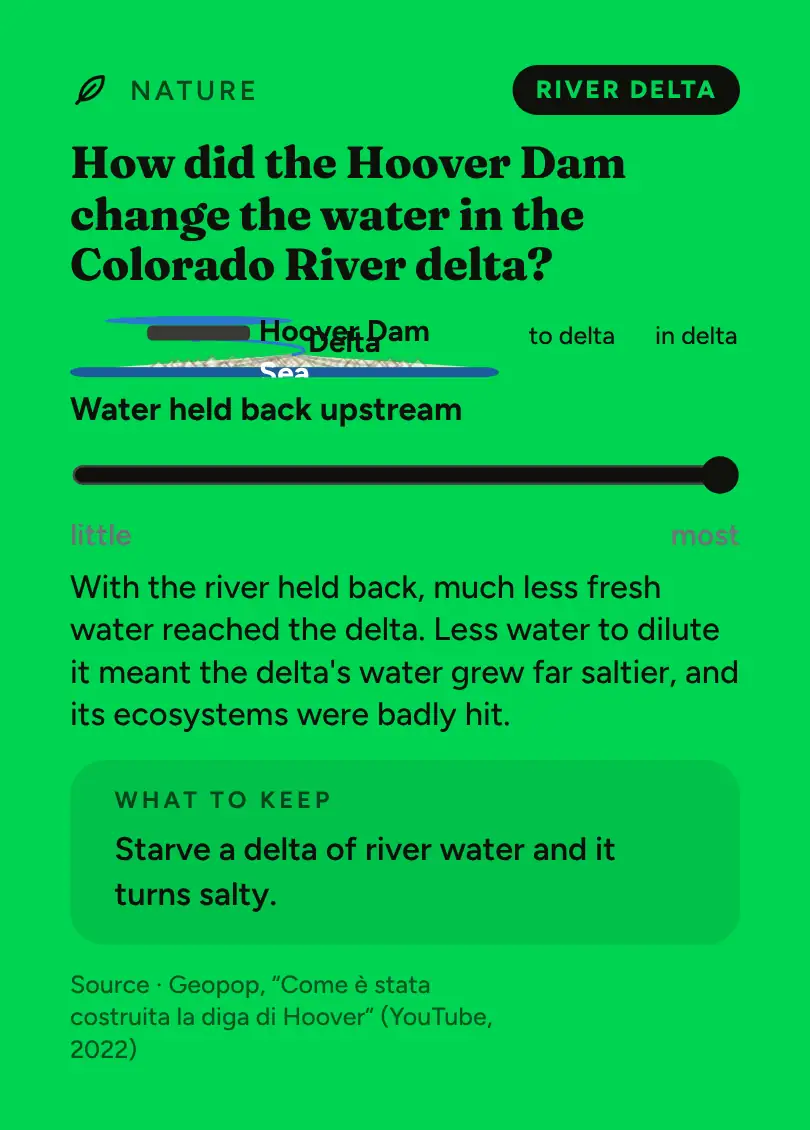 NATURE
RIVER DELTA
How did the Hoover Dam
change the water in the
Colorado River delta?
Hoover Dam
Delta
to delta
in delta
Sea
Water held back upstream
little
most
With the river held back, much less fresh
water reached the delta. Less water to dilute
it meant the delta's water grew far saltier, and
its ecosystems were badly hit.
WHAT TO KEEP
Starve a delta of river water and it
turns salty.
Source · Geopop, “Come è stata
costruita la diga di Hoover” (YouTube,
2022)